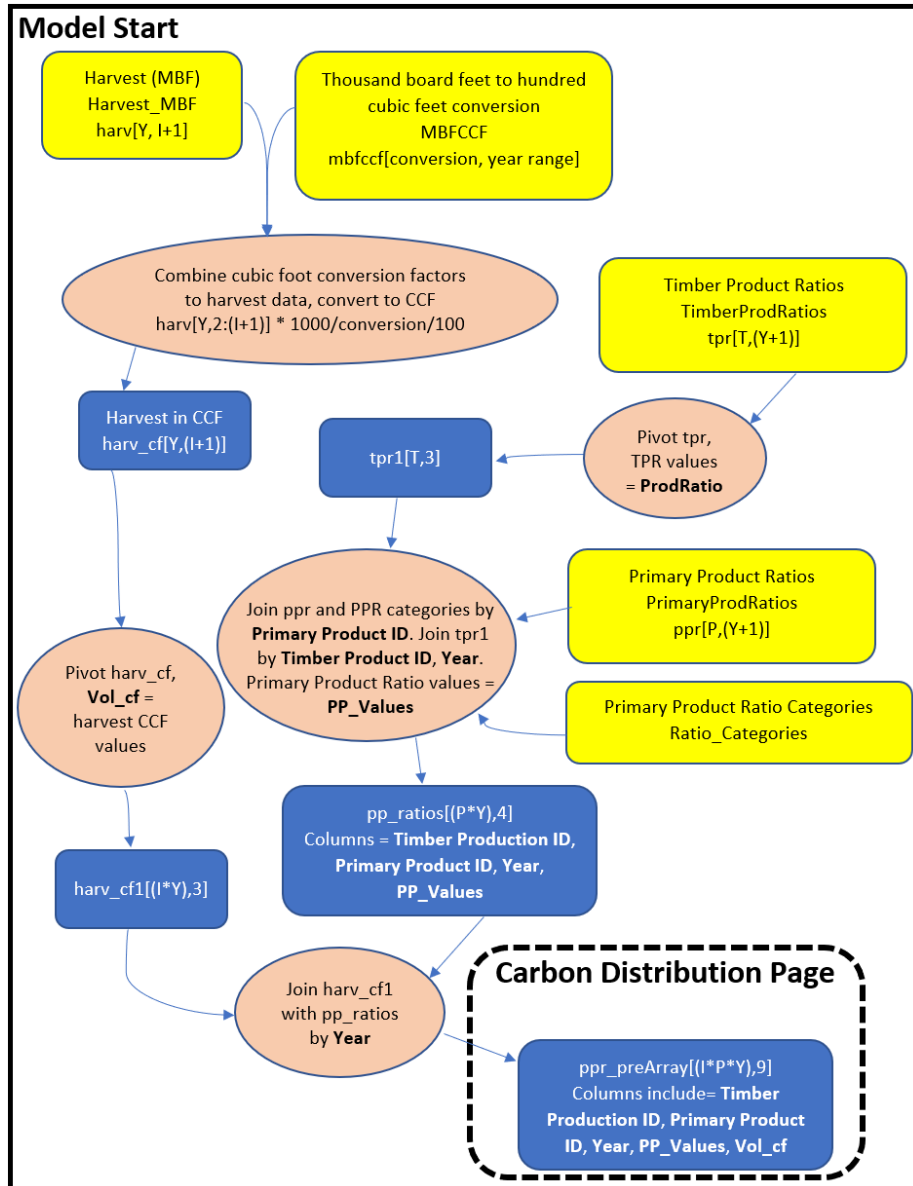 Model Start
Harvest (MBF)
Harvest_MBF
harv[Y, I+1]
Thousand board feet to hundred
cubic feet conversion
MBFCCF
mbfccf[conversion, year range]
Combine cubic foot conversion factors
to harvest data, convert to CCF
harv[Y,2:(I+1)] * 1000/conversion/100
Timber Product Ratios
TimberProdRatios
tpr[T,(Y+1)]
Harvest in CCF
harv_cf[Y,(I+1)]
tpr1[T,3]
Pivot tpr,
TPR values
= ProdRatio
Join ppr and PPR categories by
Primary Product ID. Join tpr1
by Timber Product ID, Year.
Primary Product Ratio values =
PP_Values
Primary Product Ratios
PrimaryProdRatios
ppr[P,(Y+1)]
Pivot harv_cf,
Vol_cf =
harvest CCF
values
Primary Product Ratio Categories
Ratio_Categories
pp_ratios[(P*Y),4]
Columns = Timber Production ID,
Primary Product ID, Year,
PP_Values
harv_cf1[(I*Y),3]
Join harv_cf1
with pp_ratios
by Year
Carbon Distribution Page
ppr_preArray[(I*P*Y),9]
Columns include= Timber
Production ID, Primary Product
ID, Year, PP_Values, Vol_cf